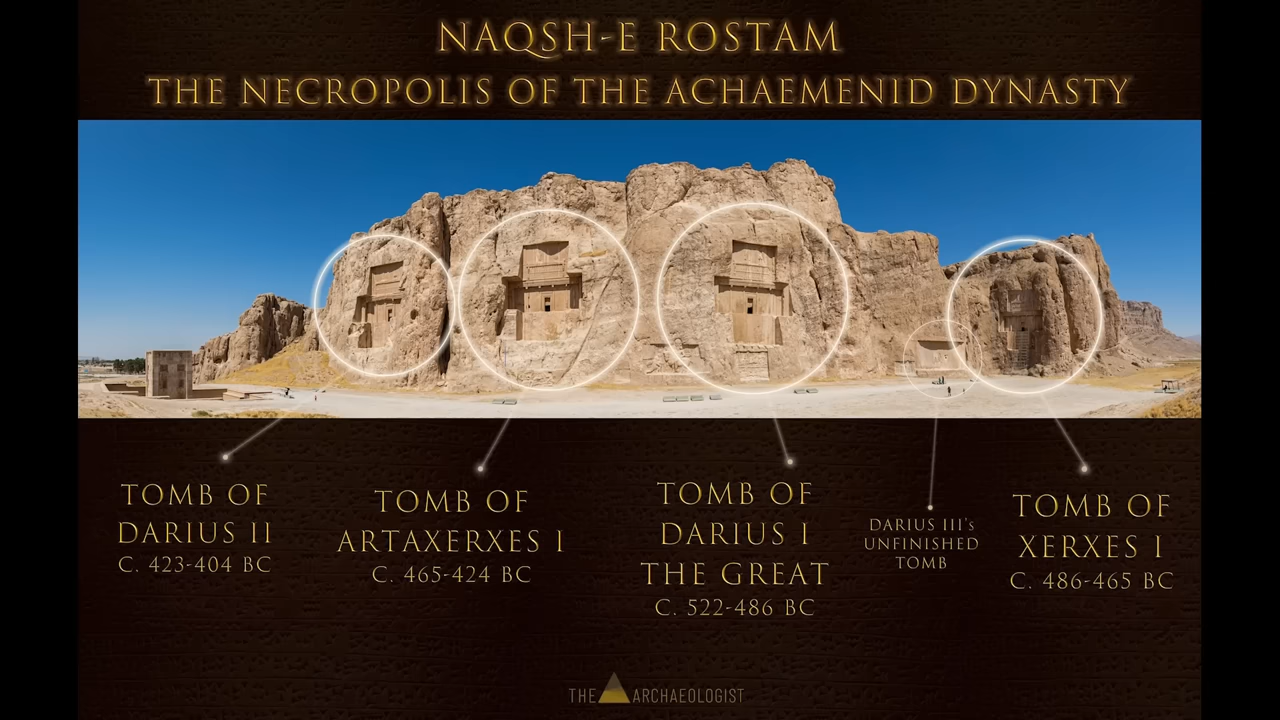 NAQSH-E ROSTAM
THE NECROPOLIS OF THE ACHAEMENID DYNASTY
TOMB OF
DARIUS II
C. 423-404 BC
TOMB OF
ARTAXERXES I
C. 465-424 BC
TOMB OF
DARIUS I
THE GREAT
C. 522-486 BC
DARIUS III's
UNFINISHED
TOMB
TOMB OF
XERXES I
C. 486-465 BC
THE ARCHAEOLOGIST